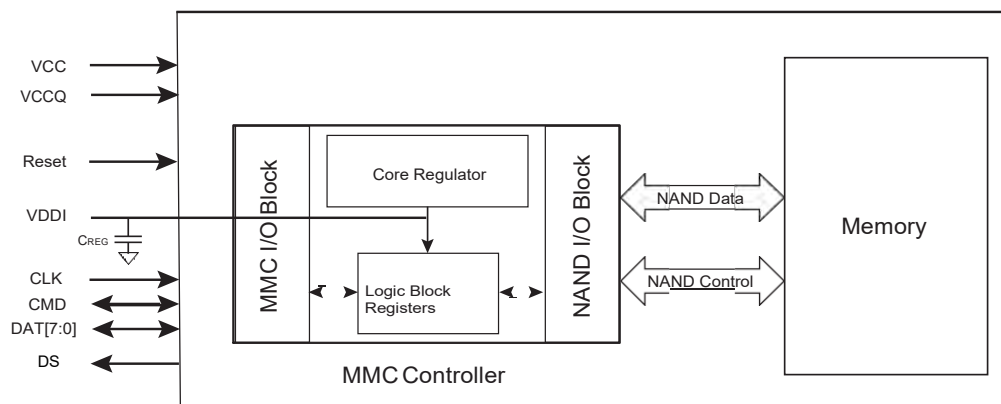 VCC
VCCQ
Reset
VDDI
CREG
CLK
CMD
DAT[7:0]
DS
MMC I/O Block
Core Regulator
Logic Block
Registers
NAND I/O Block
MMC Controller
NAND Data
NAND Control
Memory